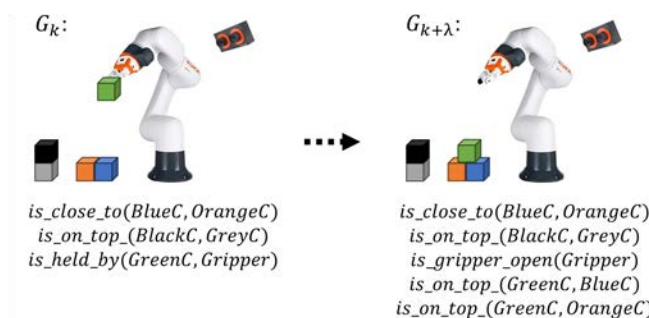 G_k:
is_close_to(BlueC, OrangeC)
is_on_top_(BlackC, GreyC)
is_held_by(GreenC, Gripper)
G_{k+λ}:
is_close_to(BlueC, OrangeC)
is_on_top_(BlackC, GreyC)
is_gripper_open(Gripper)
is_on_top_(GreenC, BlueC)
is_on_top_(GreenC, OrangeC)